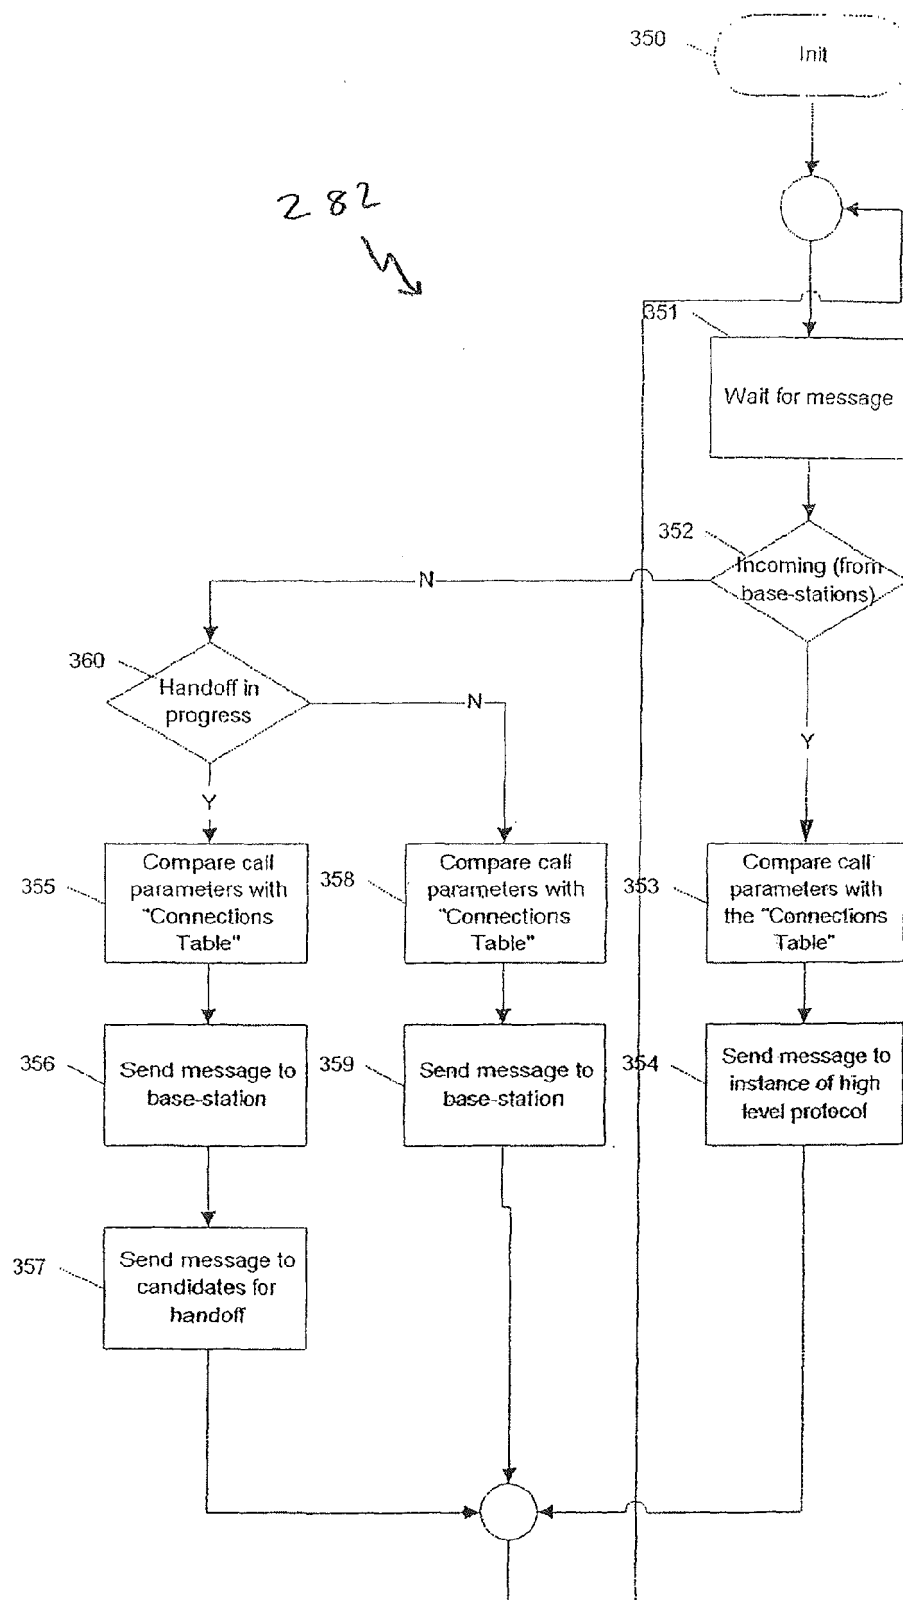 350
Init
282
351
Wait for message
352
Incoming (from
base-stations)
N
360
Handoff in
progress
N
Y
Y
355
Compare call
parameters with
"Connections
Table"
358
Compare call
parameters with
"Connections
Table"
353
Compare call
parameters with
the "Connections
Table"
356
Send message to
base-station
359
Send message to
base-station
354
Send message to
instance of high
level protocol
357
Send message to
candidates for
handoff